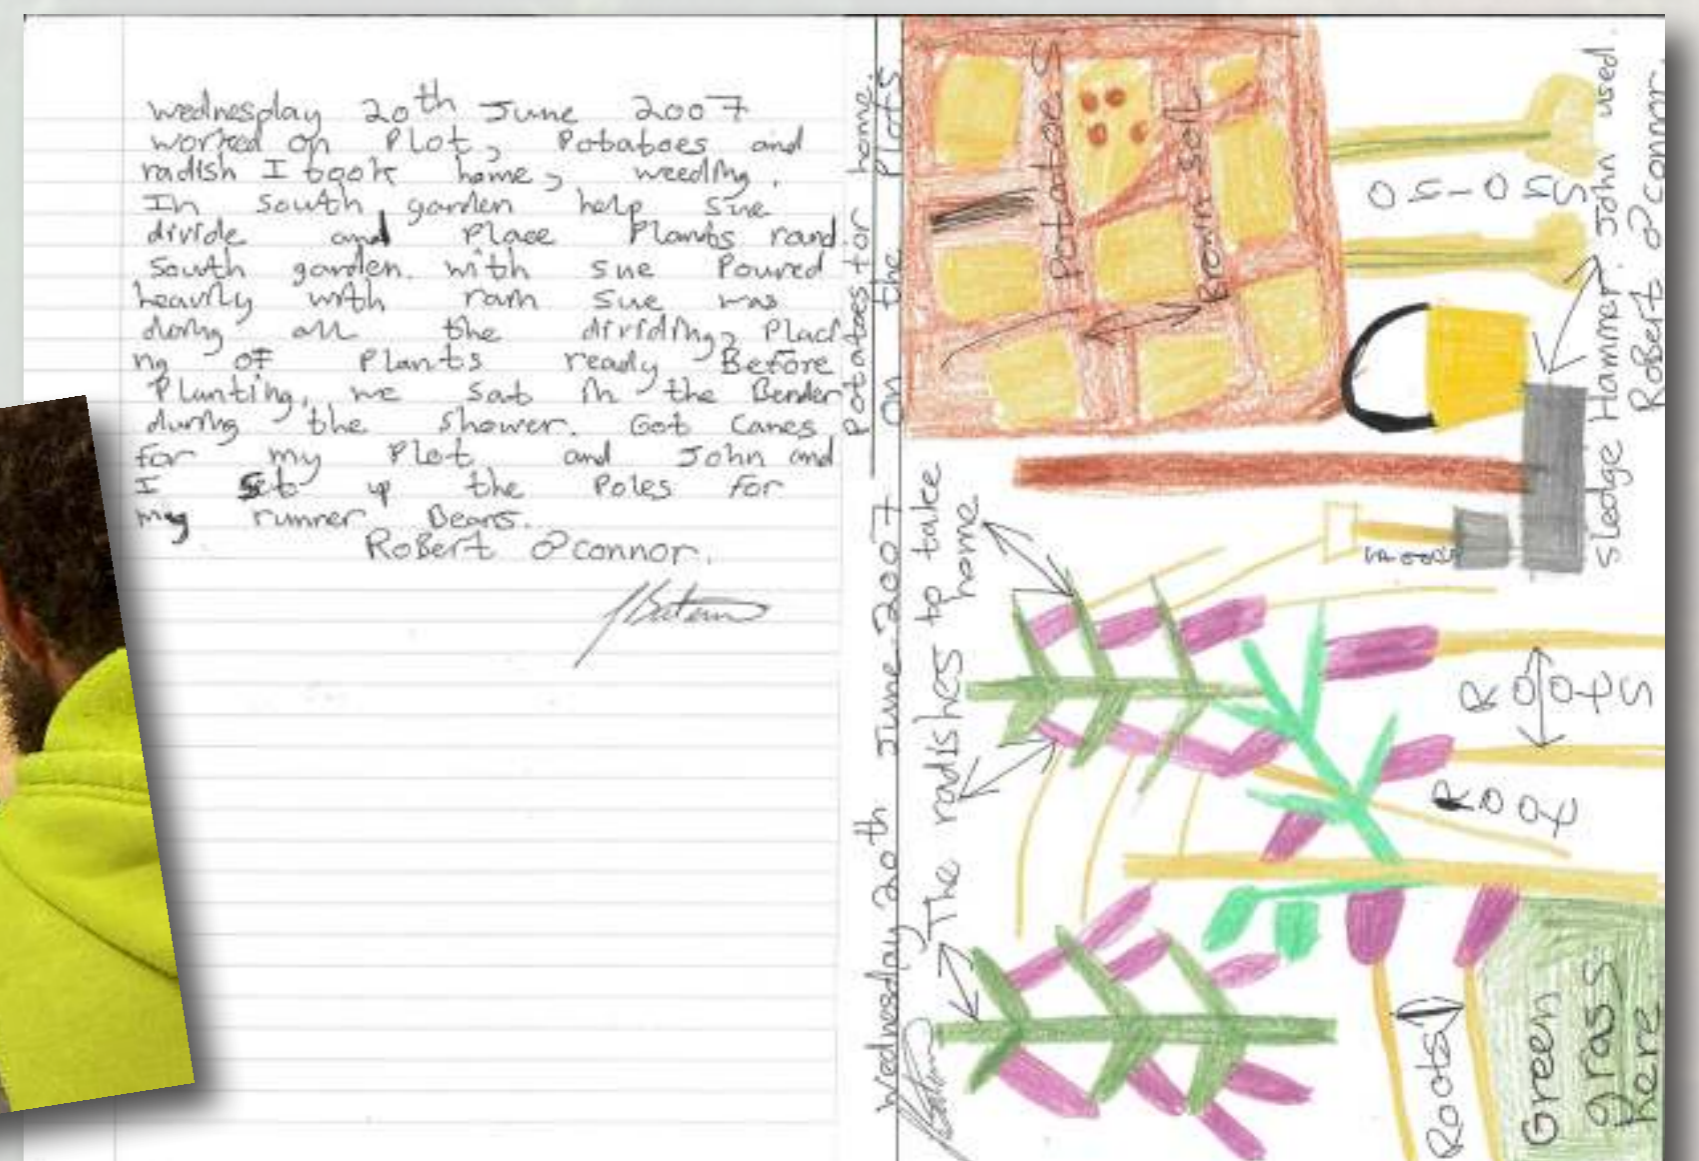 wednesday 20th June 2007
worked on Plot, Potatoes and
radish I took home, weeding.
In South garden help Sue
divide and Place Plants rand
South garden. with sue Poured
heavily with rain Sue was
doing all the dividing, Placi
ng of Plants ready Before
Planting, we sat in the Bender
during the shower. Got Canes
for my Plot and John and
I set up the Poles for
my runner Beans.
Robert O'connor.
Wednesday 20th June 2007
Potatoes for home.
on the Plots
Potatoes
Brown soil
onions
Sledge Hammar. John used.
Robert O'connor.
The radishes to take
home.
Roots
Root
Roots
Green
grass
here